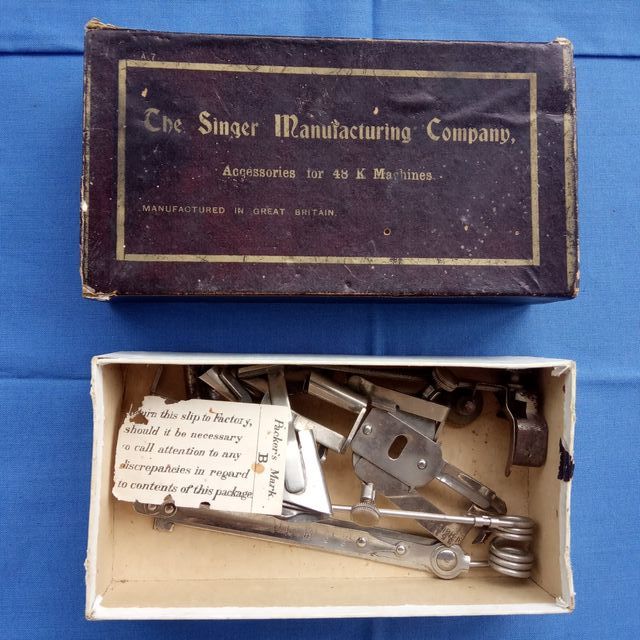 A7
The Singer Manufacturing Company,
Accessories for 48 K Machines
MANUFACTURED IN GREAT BRITAIN.
this slip to Factory,
should it be necessary
to call attention to any
discrepancies in regard
to contents of this package
Packer's Mark
B